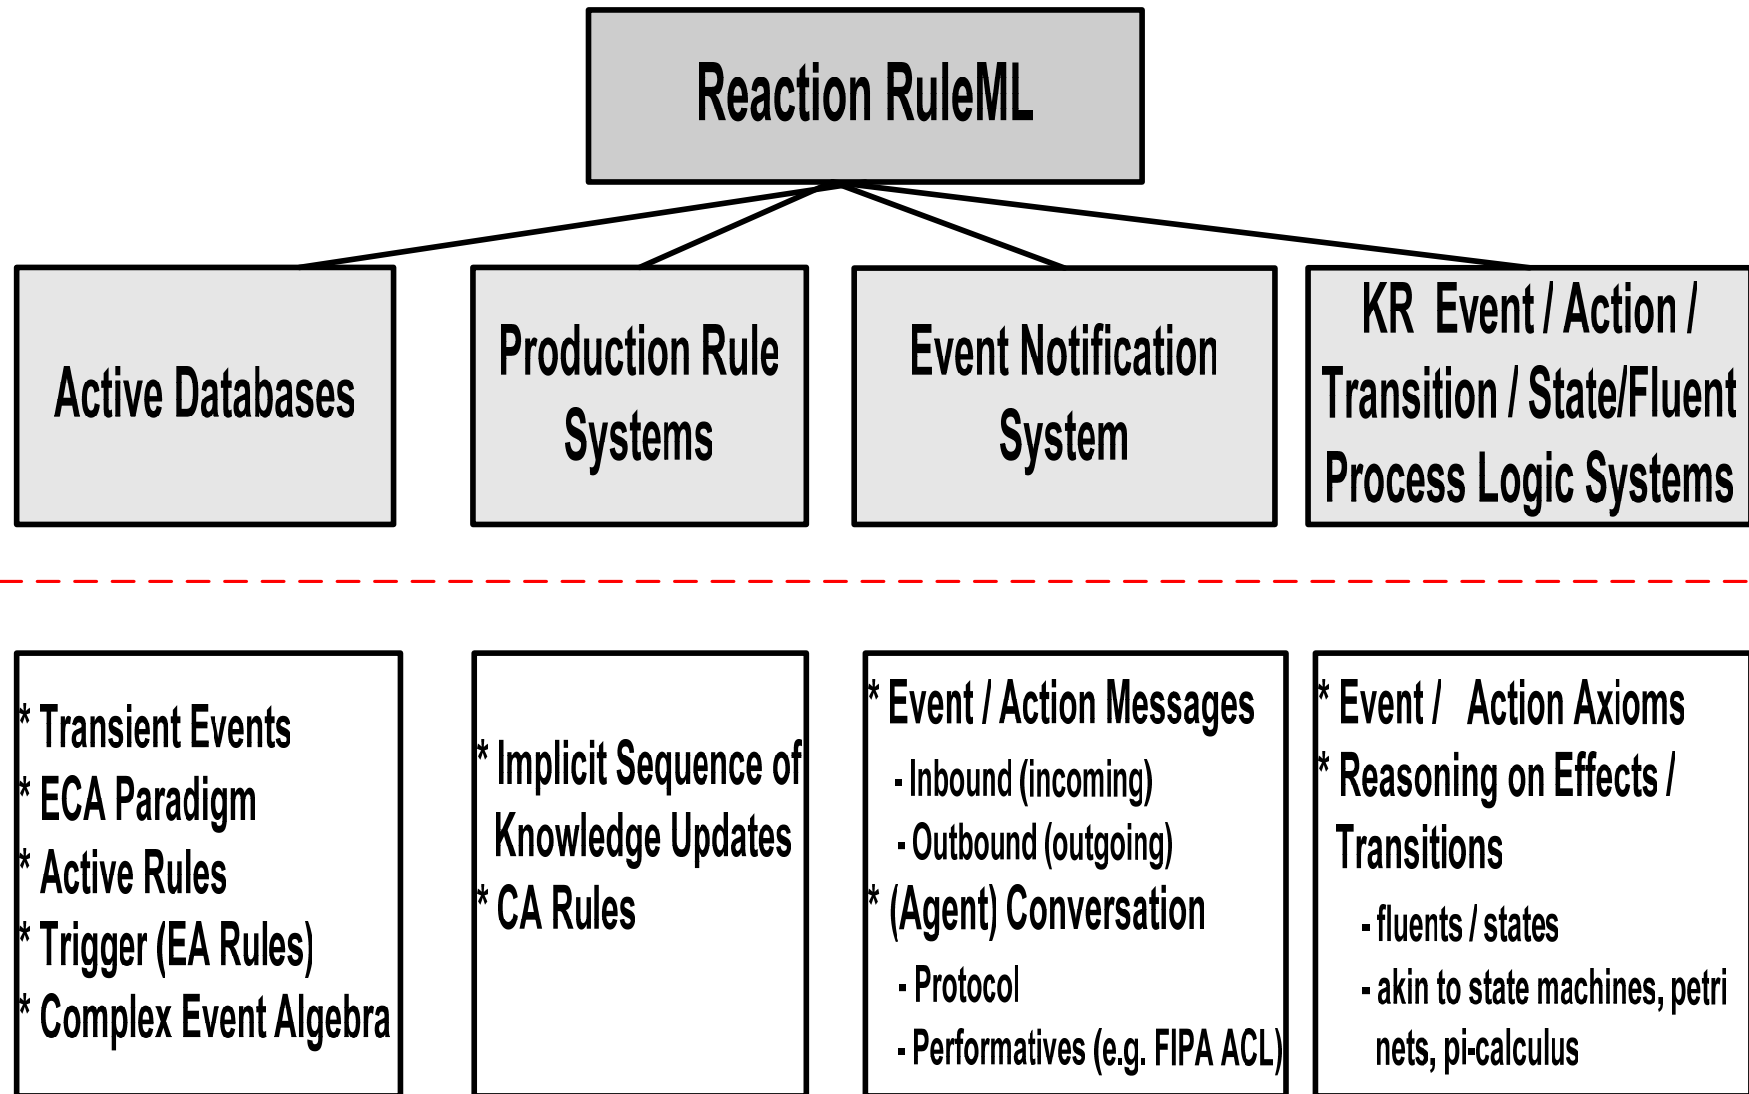 Reaction RuleML
Active Databases
Production Rule
Systems
Event Notification
System
KR Event / Action /
Transition / State/Fluent
Process Logic Systems
* Transient Events
* ECA Paradigm
* Active Rules
* Trigger (EA Rules)
* Complex Event Algebra
* Implicit Sequence of
Knowledge Updates
* CA Rules
* Event / Action Messages
- Inbound (incoming)
- Outbound (outgoing)
* (Agent) Conversation
- Protocol
- Performatives (e.g. FIPA ACL)
* Event / Action Axioms
* Reasoning on Effects /
Transitions
- fluents / states
- akin to state machines, petri
nets, pi-calculus